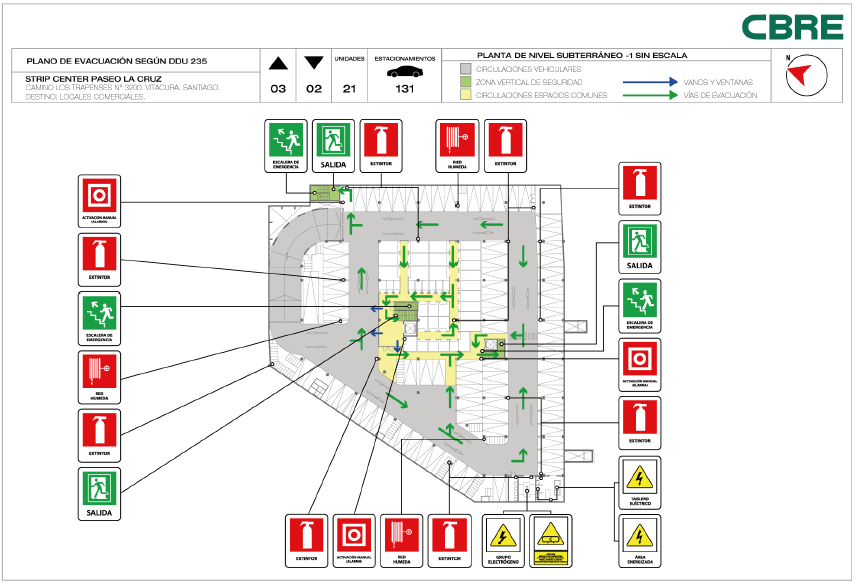 CBRE
PLANO DE EVACUACIÓN SEGÚN DDU 235
STRIP CENTER PASEO LA CRUZ
CAMINO LOS TRAPENSES N° 3200, VITACURA, SANTIAGO.
DESTINO: LOCALES COMERCIALES.
03
02
UNIDADES
21
ESTACIONAMIENTOS
131
PLANTA DE NIVEL SUBTERRÁNEO -1 SIN ESCALA
CIRCULACIONES VEHICULARES
ZONA VERTICAL DE SEGURIDAD
CIRCULACIONES ESPACIOS COMUNES
VANOS Y VENTANAS
VÍAS DE EVACUACIÓN
N
ESCALERA DE
EMERGENCIA
SALIDA
EXTINTOR
RED
HUMEDA
EXTINTOR
ACTIVACIÓN MANUAL
(ALARMA)
EXTINTOR
ESCALERA DE
EMERGENCIA
RED
HUMEDA
EXTINTOR
SALIDA
EXTINTOR
SALIDA
ESCALERA DE
EMERGENCIA
ACTIVACIÓN MANUAL
(ALARMA)
EXTINTOR
TABLERO
ELÉCTRICO
ÁREA
ENERGIZADA
EXTINTOR
ACTIVACIÓN MANUAL
(ALARMA)
RED
HUMEDA
EXTINTOR
GRUPO
ELECTRÓGENO